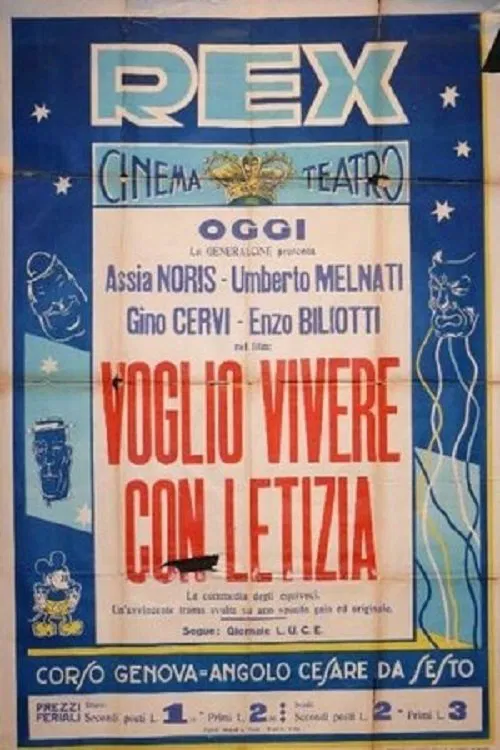 REX
CINEMA TEATRO
OGGI
La GENERALCINE presenta
Assia NORIS - Umberto MELNATI
Gino CERVI - Enzo BILIOTTI
nel film:
VOGLIO VIVERE
CON LETIZIA
La commedia degli equivoci.
Un'avvincente trama svolta su uno spunto gaio ed originale.
Segue: Giornale L.U.C.E.
CORSO GENOVA = ANGOLO CESARE DA SESTO
PREZZI FERIALI Diurni Secondi posti L. 1 - Primi L. 2 Serali Secondi posti L. 2 - Primi L. 3